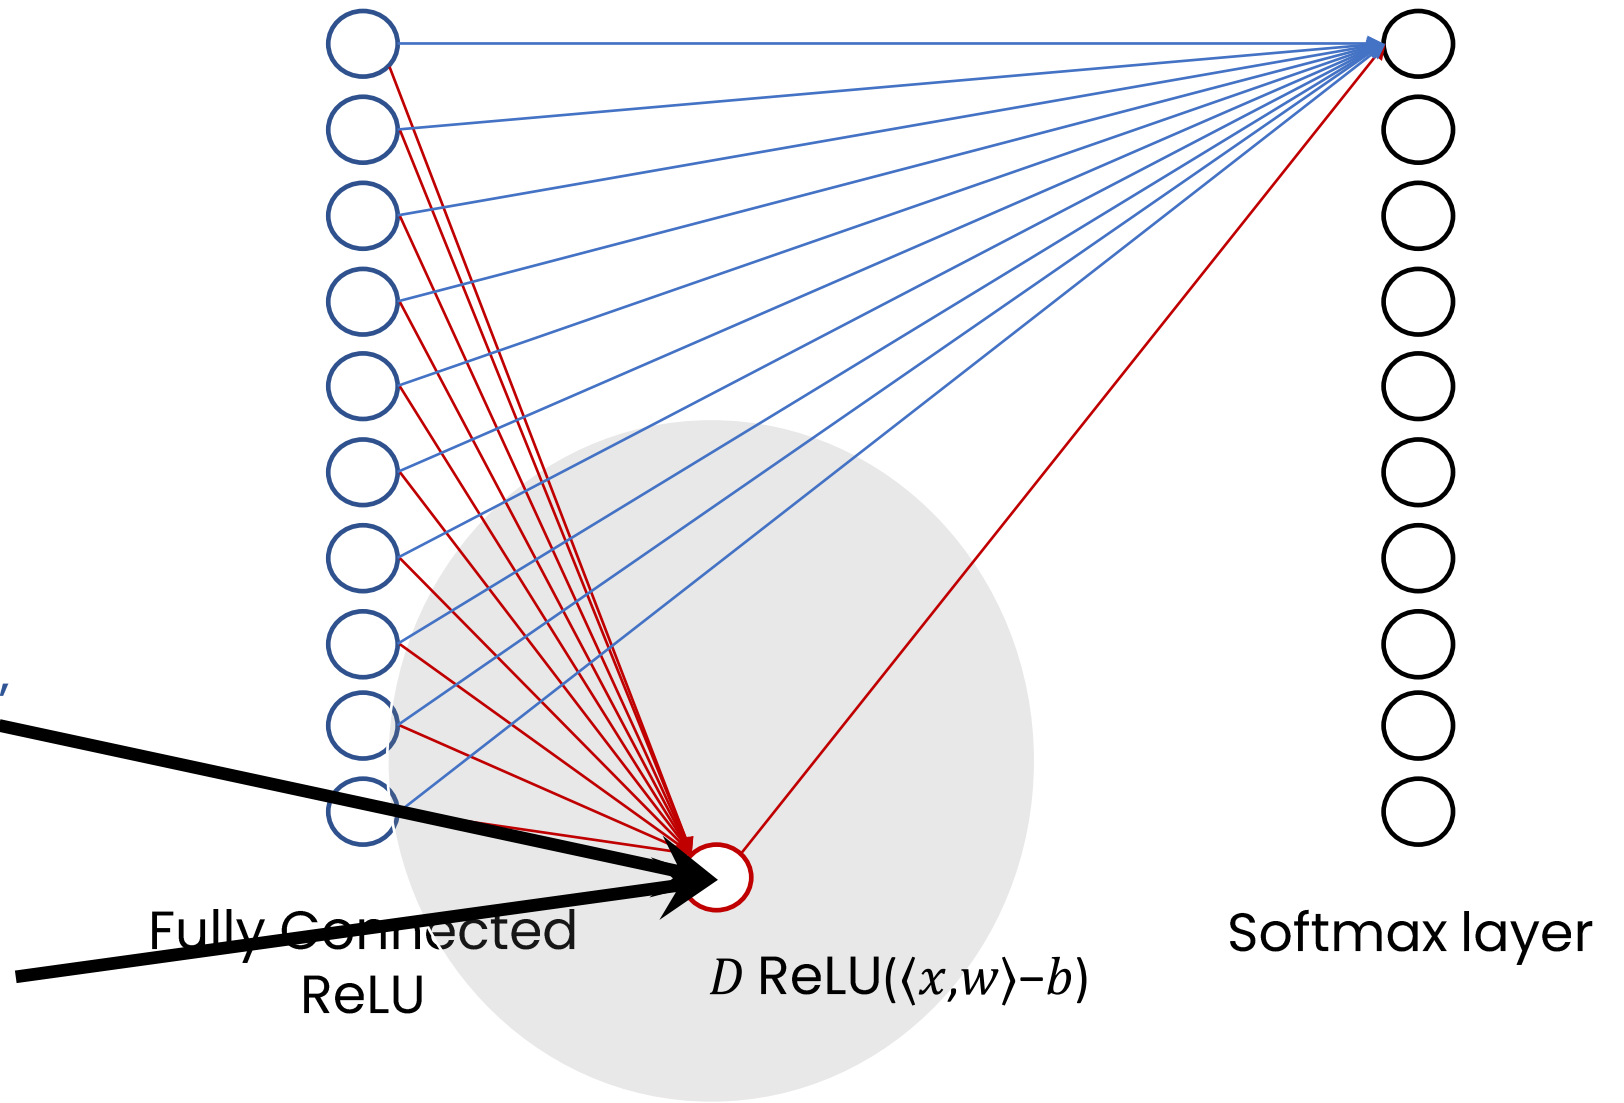 ,
Fully Connected
ReLU
D ReLU(⟨x,w⟩−b)
Softmax layer